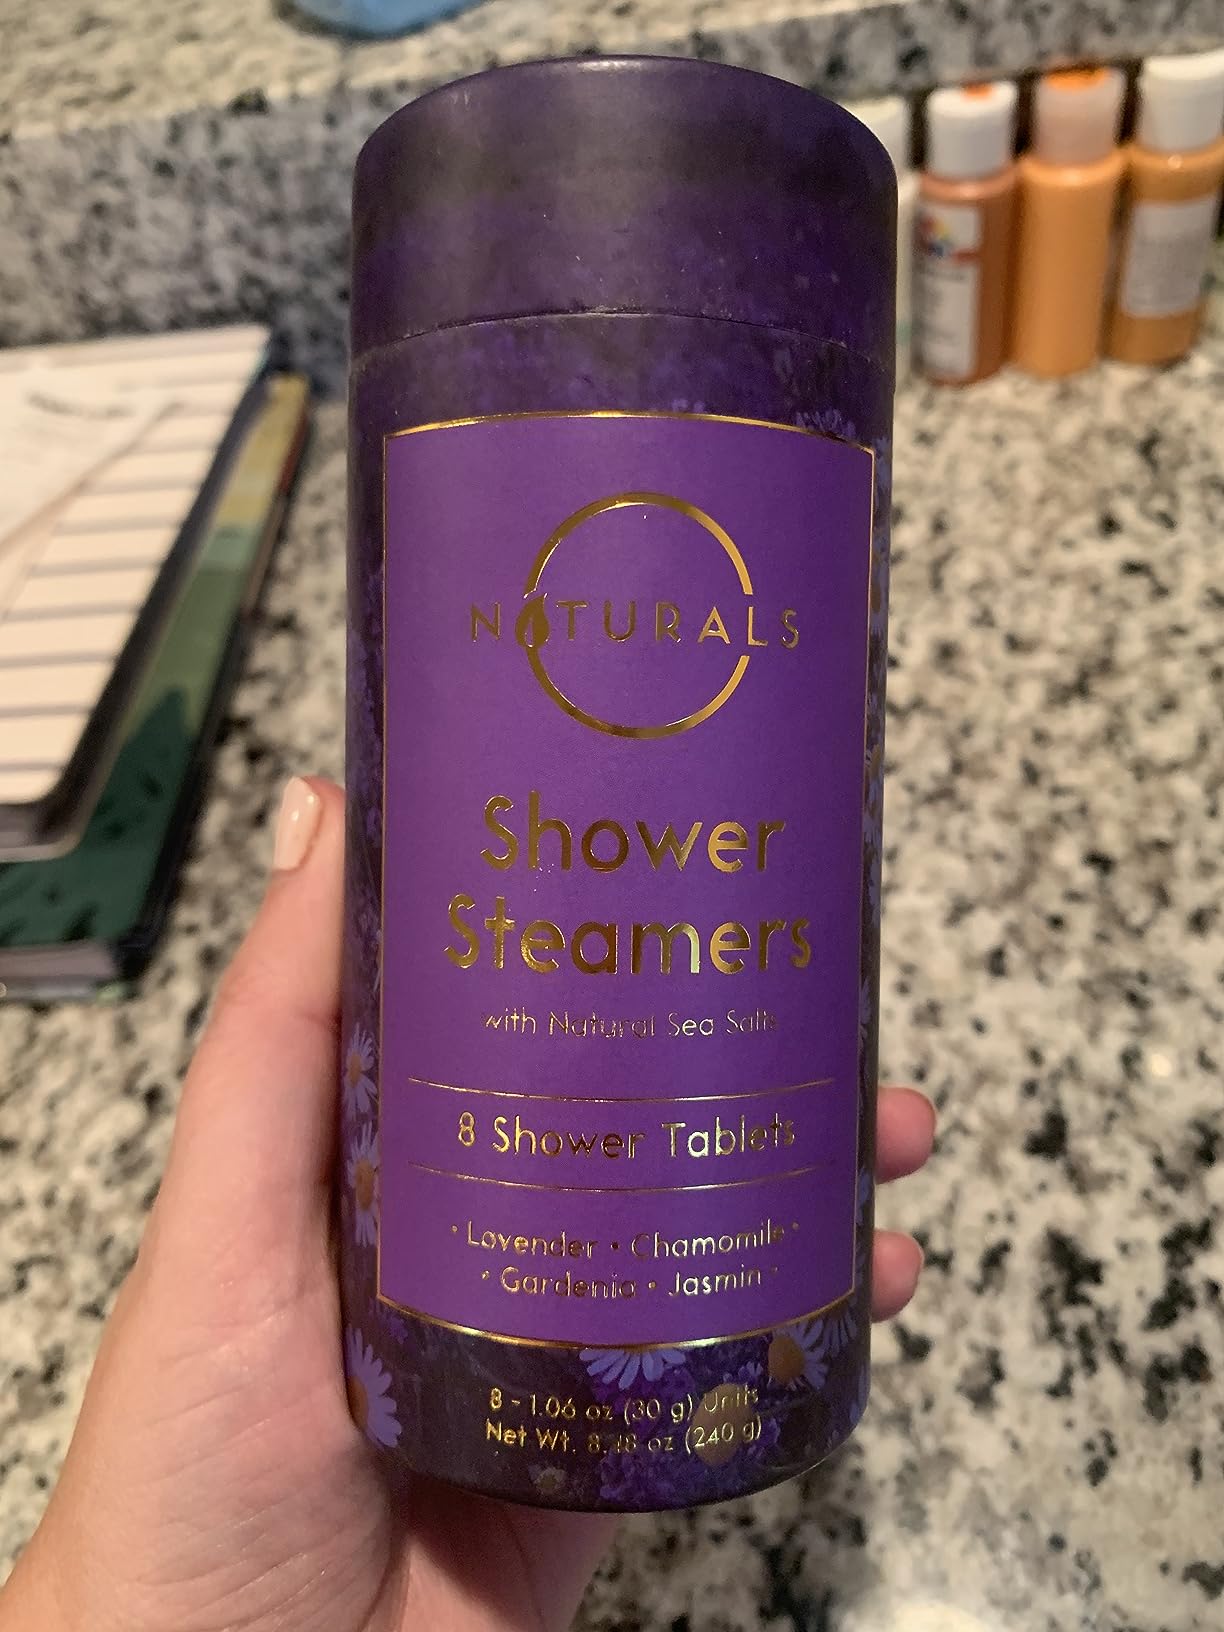 NATURALS
Shower
Steamers
with Natural Sea Salts
8 Shower Tablets
• Lavender • Chamomile •
• Gardenia • Jasmin •
8 - 1.06 oz (30 g) Units
Net Wt. 8.48 oz (240 g)